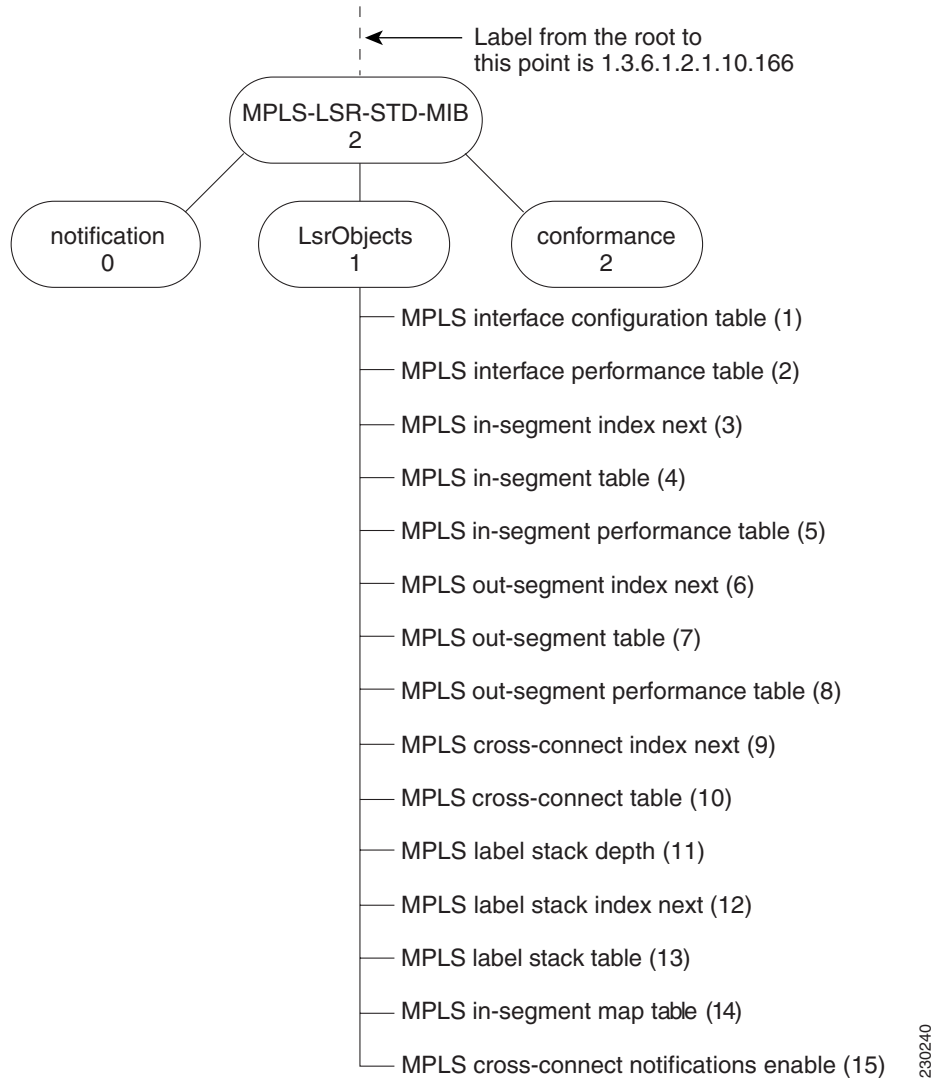 Label from the root to
this point is 1.3.6.1.2.1.10.166
MPLS-LSR-STD-MIB
2
notification
0
LsrObjects
1
conformance
2
MPLS interface configuration table (1)
MPLS interface performance table (2)
MPLS in-segment index next (3)
MPLS in-segment table (4)
MPLS in-segment performance table (5)
MPLS out-segment index next (6)
MPLS out-segment table (7)
MPLS out-segment performance table (8)
MPLS cross-connect index next (9)
MPLS cross-connect table (10)
MPLS label stack depth (11)
MPLS label stack index next (12)
MPLS label stack table (13)
MPLS in-segment map table (14)
MPLS cross-connect notifications enable (15)
230240